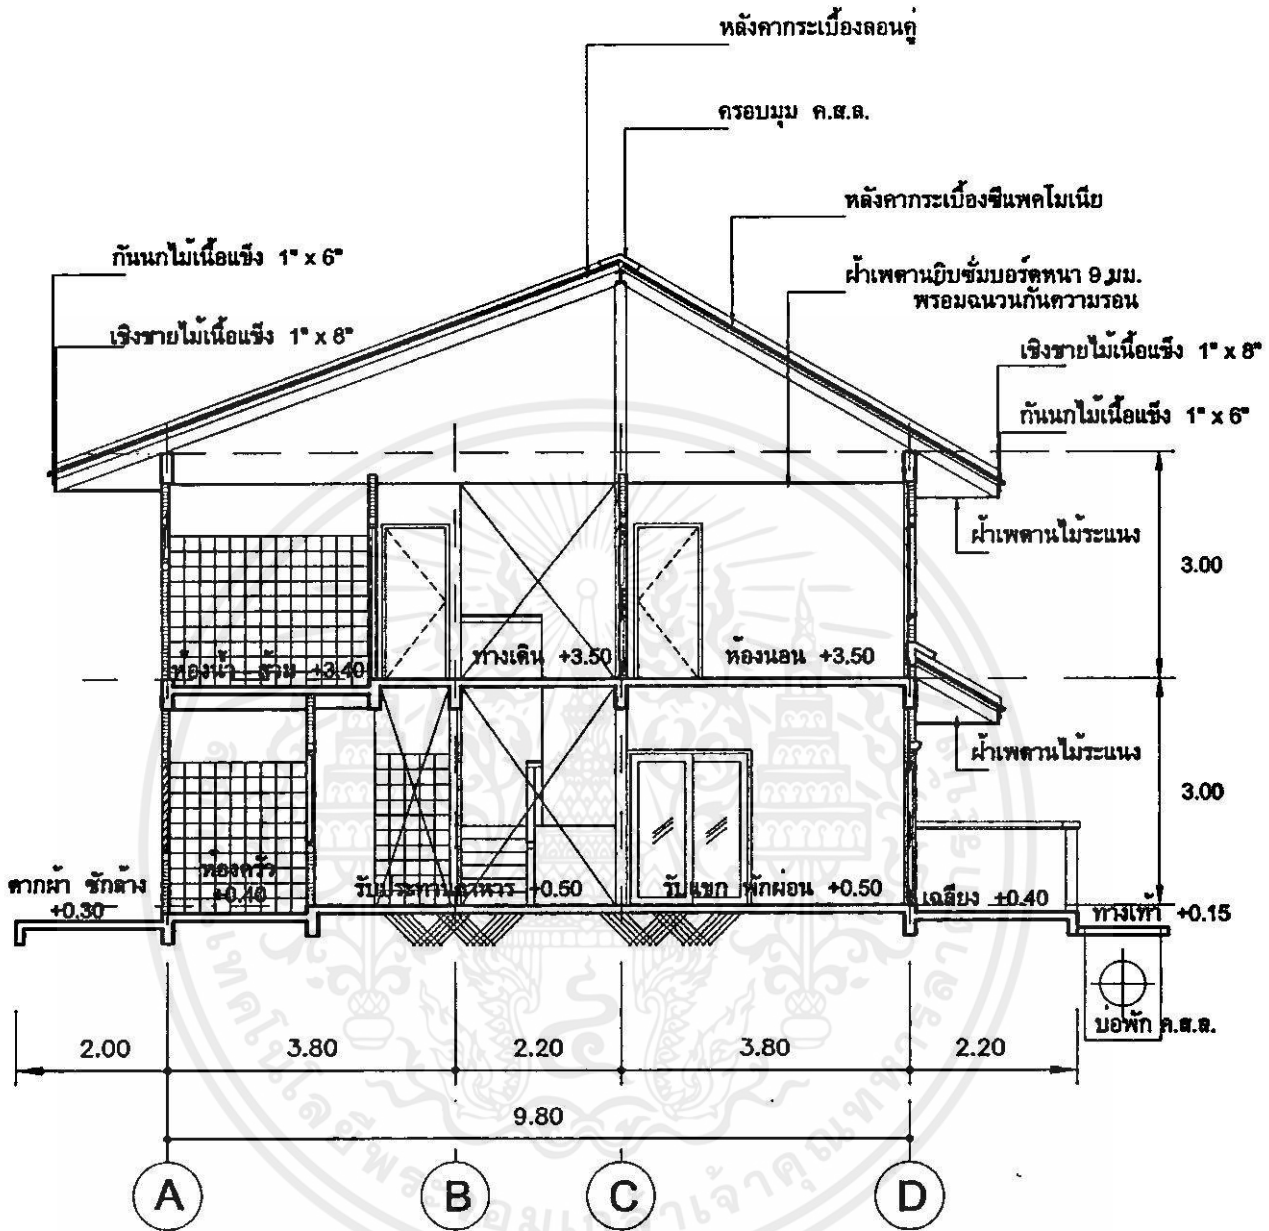 หลังคากระเบื้องลอนคู่
ครอบมุม ค.ส.ล.
หลังคากระเบื้องซีแพคโมเนีย
กันนกไม้เนื้อแข็ง 1" x 6"
ฝ้าเพดานยิบซั่มบอร์ดหนา 9 มม.
พร้อมฉนวนกันความร้อน
เชิงชายไม้เนื้อแข็ง 1" x 8"
เชิงชายไม้เนื้อแข็ง 1" x 8"
กันนกไม้เนื้อแข็ง 1" x 6"
ฝ้าเพดานไม้ระแนง
3.00
ห้องน้ำ ส้วม +3.40
ทางเดิน +3.50
ห้องนอน +3.50
ฝ้าเพดานไม้ระแนง
3.00
ตากผ้า ซักล้าง
+0.30
ห้องครัว
+0.40
รับประทานอาหาร +0.50
รับแขก พักผ่อน +0.50
เฉลียง +0.40
ทางเท้า +0.15
บ่อพัก ค.ส.ล.
2.00 3.80 2.20 3.80 2.20
9.80
A B C D